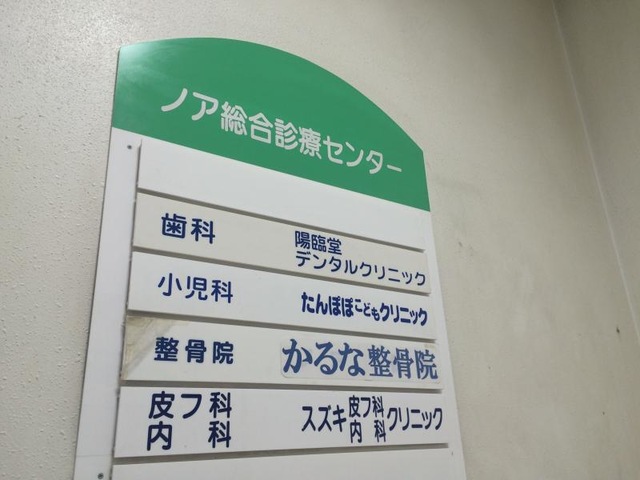 ノア総合診療センター
歯科 陽臨堂
デンタルクリニック
小児科 たんぽぽこどもクリニック
整骨院 かるな整骨院
皮フ科 スズキ皮フ科クリニック
内科 内科